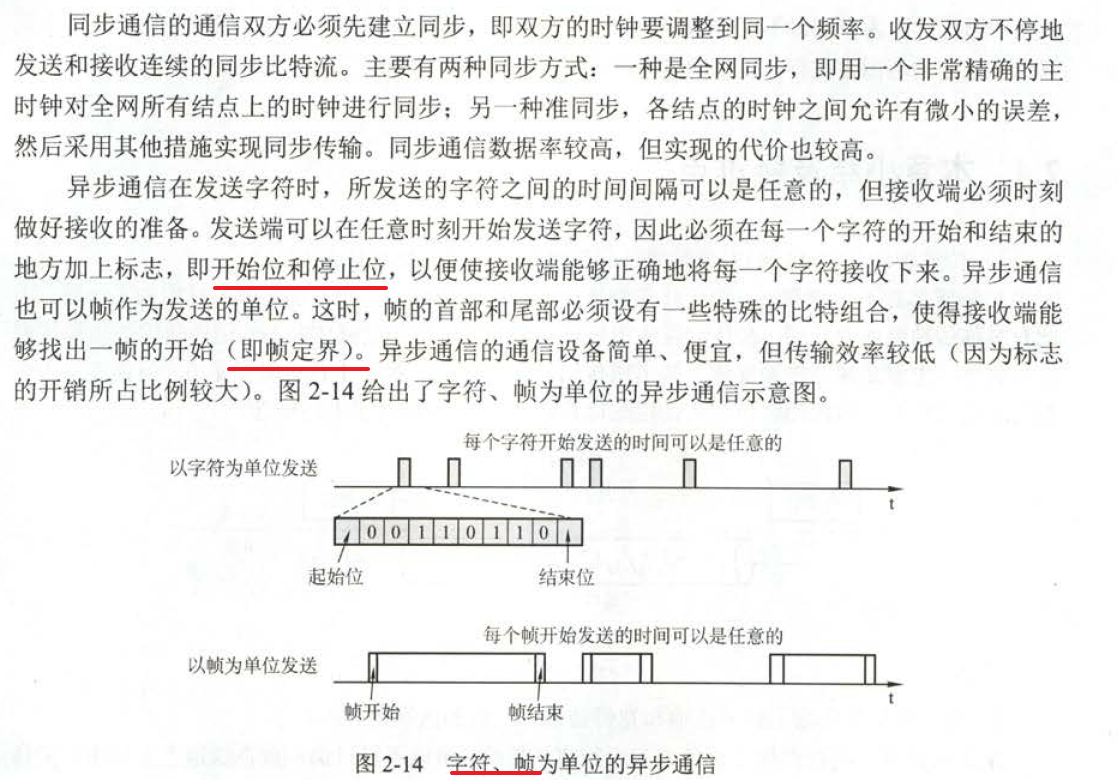 同步通信的通信双方必须先建立同步，即双方的时钟要调整到同一个频率。收发双方不停地
发送和接收连续的同步比特流。主要有两种同步方式：一种是全网同步，即用一个非常精确的主
时钟对全网所有结点上的时钟进行同步；另一种准同步，各结点的时钟之间允许有微小的误差，
然后采用其他措施实现同步传输。同步通信数据率较高，但实现的代价也较高。
异步通信在发送字符时，所发送的字符之间的时间间隔可以是任意的，但接收端必须时刻
做好接收的准备。发送端可以在任意时刻开始发送字符，因此必须在每一个字符的开始和结束的
地方加上标志，即开始位和停止位，以便使接收端能够正确地将每一个字符接收下来。异步通信
也可以帧作为发送的单位。这时，帧的首部和尾部必须设有一些特殊的比特组合，使得接收端能
够找出一帧的开始（即帧定界）。异步通信的通信设备简单、便宜，但传输效率较低（因为标志
的开销所占比例较大）。图 2-14 给出了字符、帧为单位的异步通信示意图。
每个字符开始发送的时间可以是任意的
以字符为单位发送
t
0 0 1 1 0 1 1 0
起始位 结束位
每个帧开始发送的时间可以是任意的
以帧为单位发送
t
帧开始 帧结束
图 2-14 字符、帧为单位的异步通信